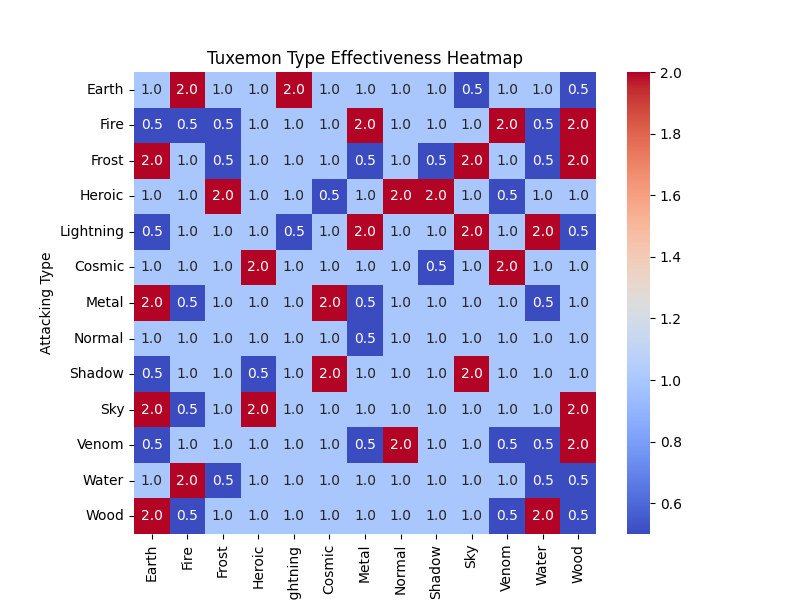 Tuxemon Type Effectiveness Heatmap
Earth 1.0 2.0 1.0 1.0 2.0 1.0 1.0 1.0 1.0 0.5 1.0 1.0 0.5
Fire 0.5 0.5 0.5 1.0 1.0 1.0 2.0 1.0 1.0 1.0 2.0 0.5 2.0
Frost 2.0 1.0 0.5 1.0 1.0 1.0 0.5 1.0 0.5 2.0 1.0 0.5 2.0
Heroic 1.0 1.0 2.0 1.0 1.0 0.5 1.0 2.0 2.0 1.0 0.5 1.0 1.0
Lightning 0.5 1.0 1.0 1.0 0.5 1.0 2.0 1.0 1.0 2.0 1.0 2.0 0.5
Cosmic 1.0 1.0 1.0 2.0 1.0 1.0 1.0 1.0 0.5 1.0 2.0 1.0 1.0
Metal 2.0 0.5 1.0 1.0 1.0 2.0 0.5 1.0 1.0 1.0 1.0 0.5 1.0
Normal 1.0 1.0 1.0 1.0 1.0 1.0 0.5 1.0 1.0 1.0 1.0 1.0 1.0
Shadow 0.5 1.0 1.0 0.5 1.0 2.0 1.0 1.0 1.0 2.0 1.0 1.0 1.0
Sky 2.0 0.5 1.0 2.0 1.0 1.0 1.0 1.0 1.0 1.0 1.0 1.0 2.0
Venom 0.5 1.0 1.0 1.0 1.0 1.0 0.5 2.0 1.0 1.0 0.5 0.5 2.0
Water 1.0 2.0 0.5 1.0 1.0 1.0 1.0 1.0 1.0 1.0 1.0 0.5 0.5
Wood 2.0 0.5 1.0 1.0 1.0 1.0 1.0 1.0 1.0 1.0 0.5 2.0 0.5
Earth Fire Frost Heroic ghtning Cosmic Metal Normal Shadow Sky Venom Water Wood
Attacking Type
2.0
1.8
1.6
1.4
1.2
1.0
0.8
0.6